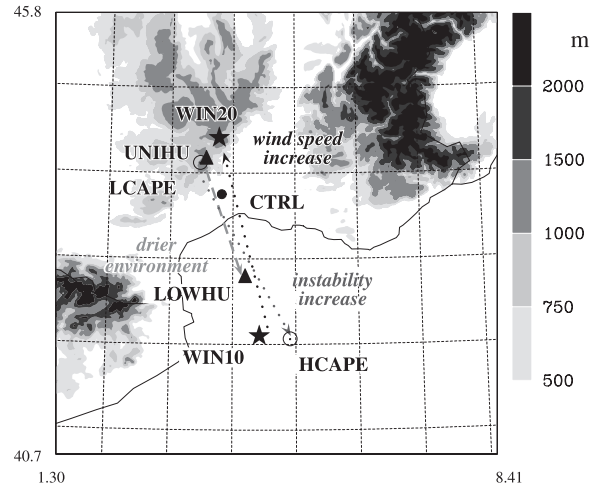 45.8
m
2000
WIN20
wind speed
increase
UNIHU
1500
LCAPE
CTRL
1000
drier
environment
LOWHU
instability
increase
750
WIN10
HCAPE
500
40.7
1.30
8.41